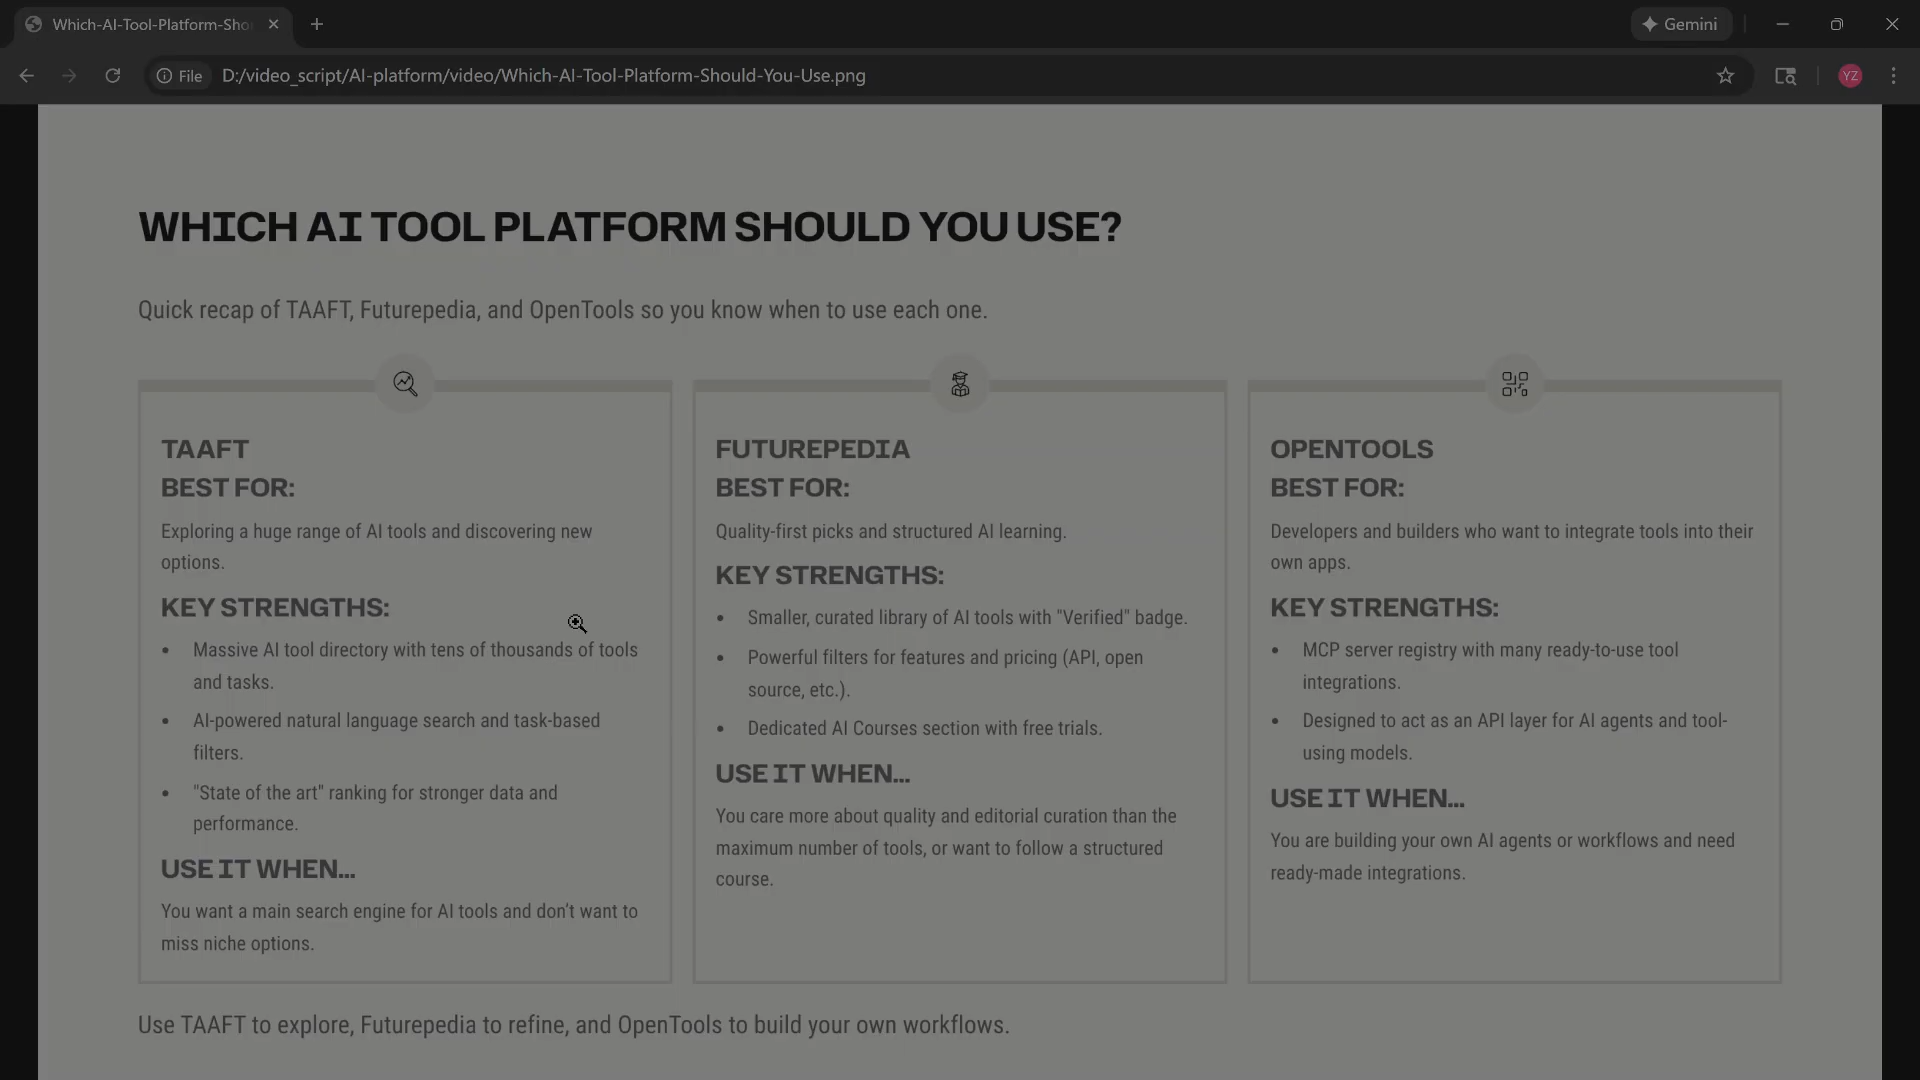 Which-AI-Tool-Platform-Sho
Gemini
File
D:/video_script/AI-platform/video/Which-AI-Tool-Platform-Should-You-Use.png
YZ
WHICH AI TOOL PLATFORM SHOULD YOU USE?
Quick recap of TAAFT, Futurepedia, and OpenTools so you know when to use each one.
TAAFT
BEST FOR:
Exploring a huge range of AI tools and discovering new
options.
KEY STRENGTHS:
• Massive AI tool directory with tens of thousands of tools
and tasks.
• AI-powered natural language search and task-based
filters.
• "State of the art" ranking for stronger data and
performance.
USE IT WHEN...
You want a main search engine for AI tools and don't want to
miss niche options.
FUTUREPEDIA
BEST FOR:
Quality-first picks and structured AI learning.
KEY STRENGTHS:
• Smaller, curated library of AI tools with "Verified" badge.
• Powerful filters for features and pricing (API, open
source, etc.).
• Dedicated AI Courses section with free trials.
USE IT WHEN...
You care more about quality and editorial curation than the
maximum number of tools, or want to follow a structured
course.
OPENTOOLS
BEST FOR:
Developers and builders who want to integrate tools into their
own apps.
KEY STRENGTHS:
• MCP server registry with many ready-to-use tool
integrations.
• Designed to act as an API layer for AI agents and tool-
using models.
USE IT WHEN...
You are building your own AI agents or workflows and need
ready-made integrations.
Use TAAFT to explore, Futurepedia to refine, and OpenTools to build your own workflows.